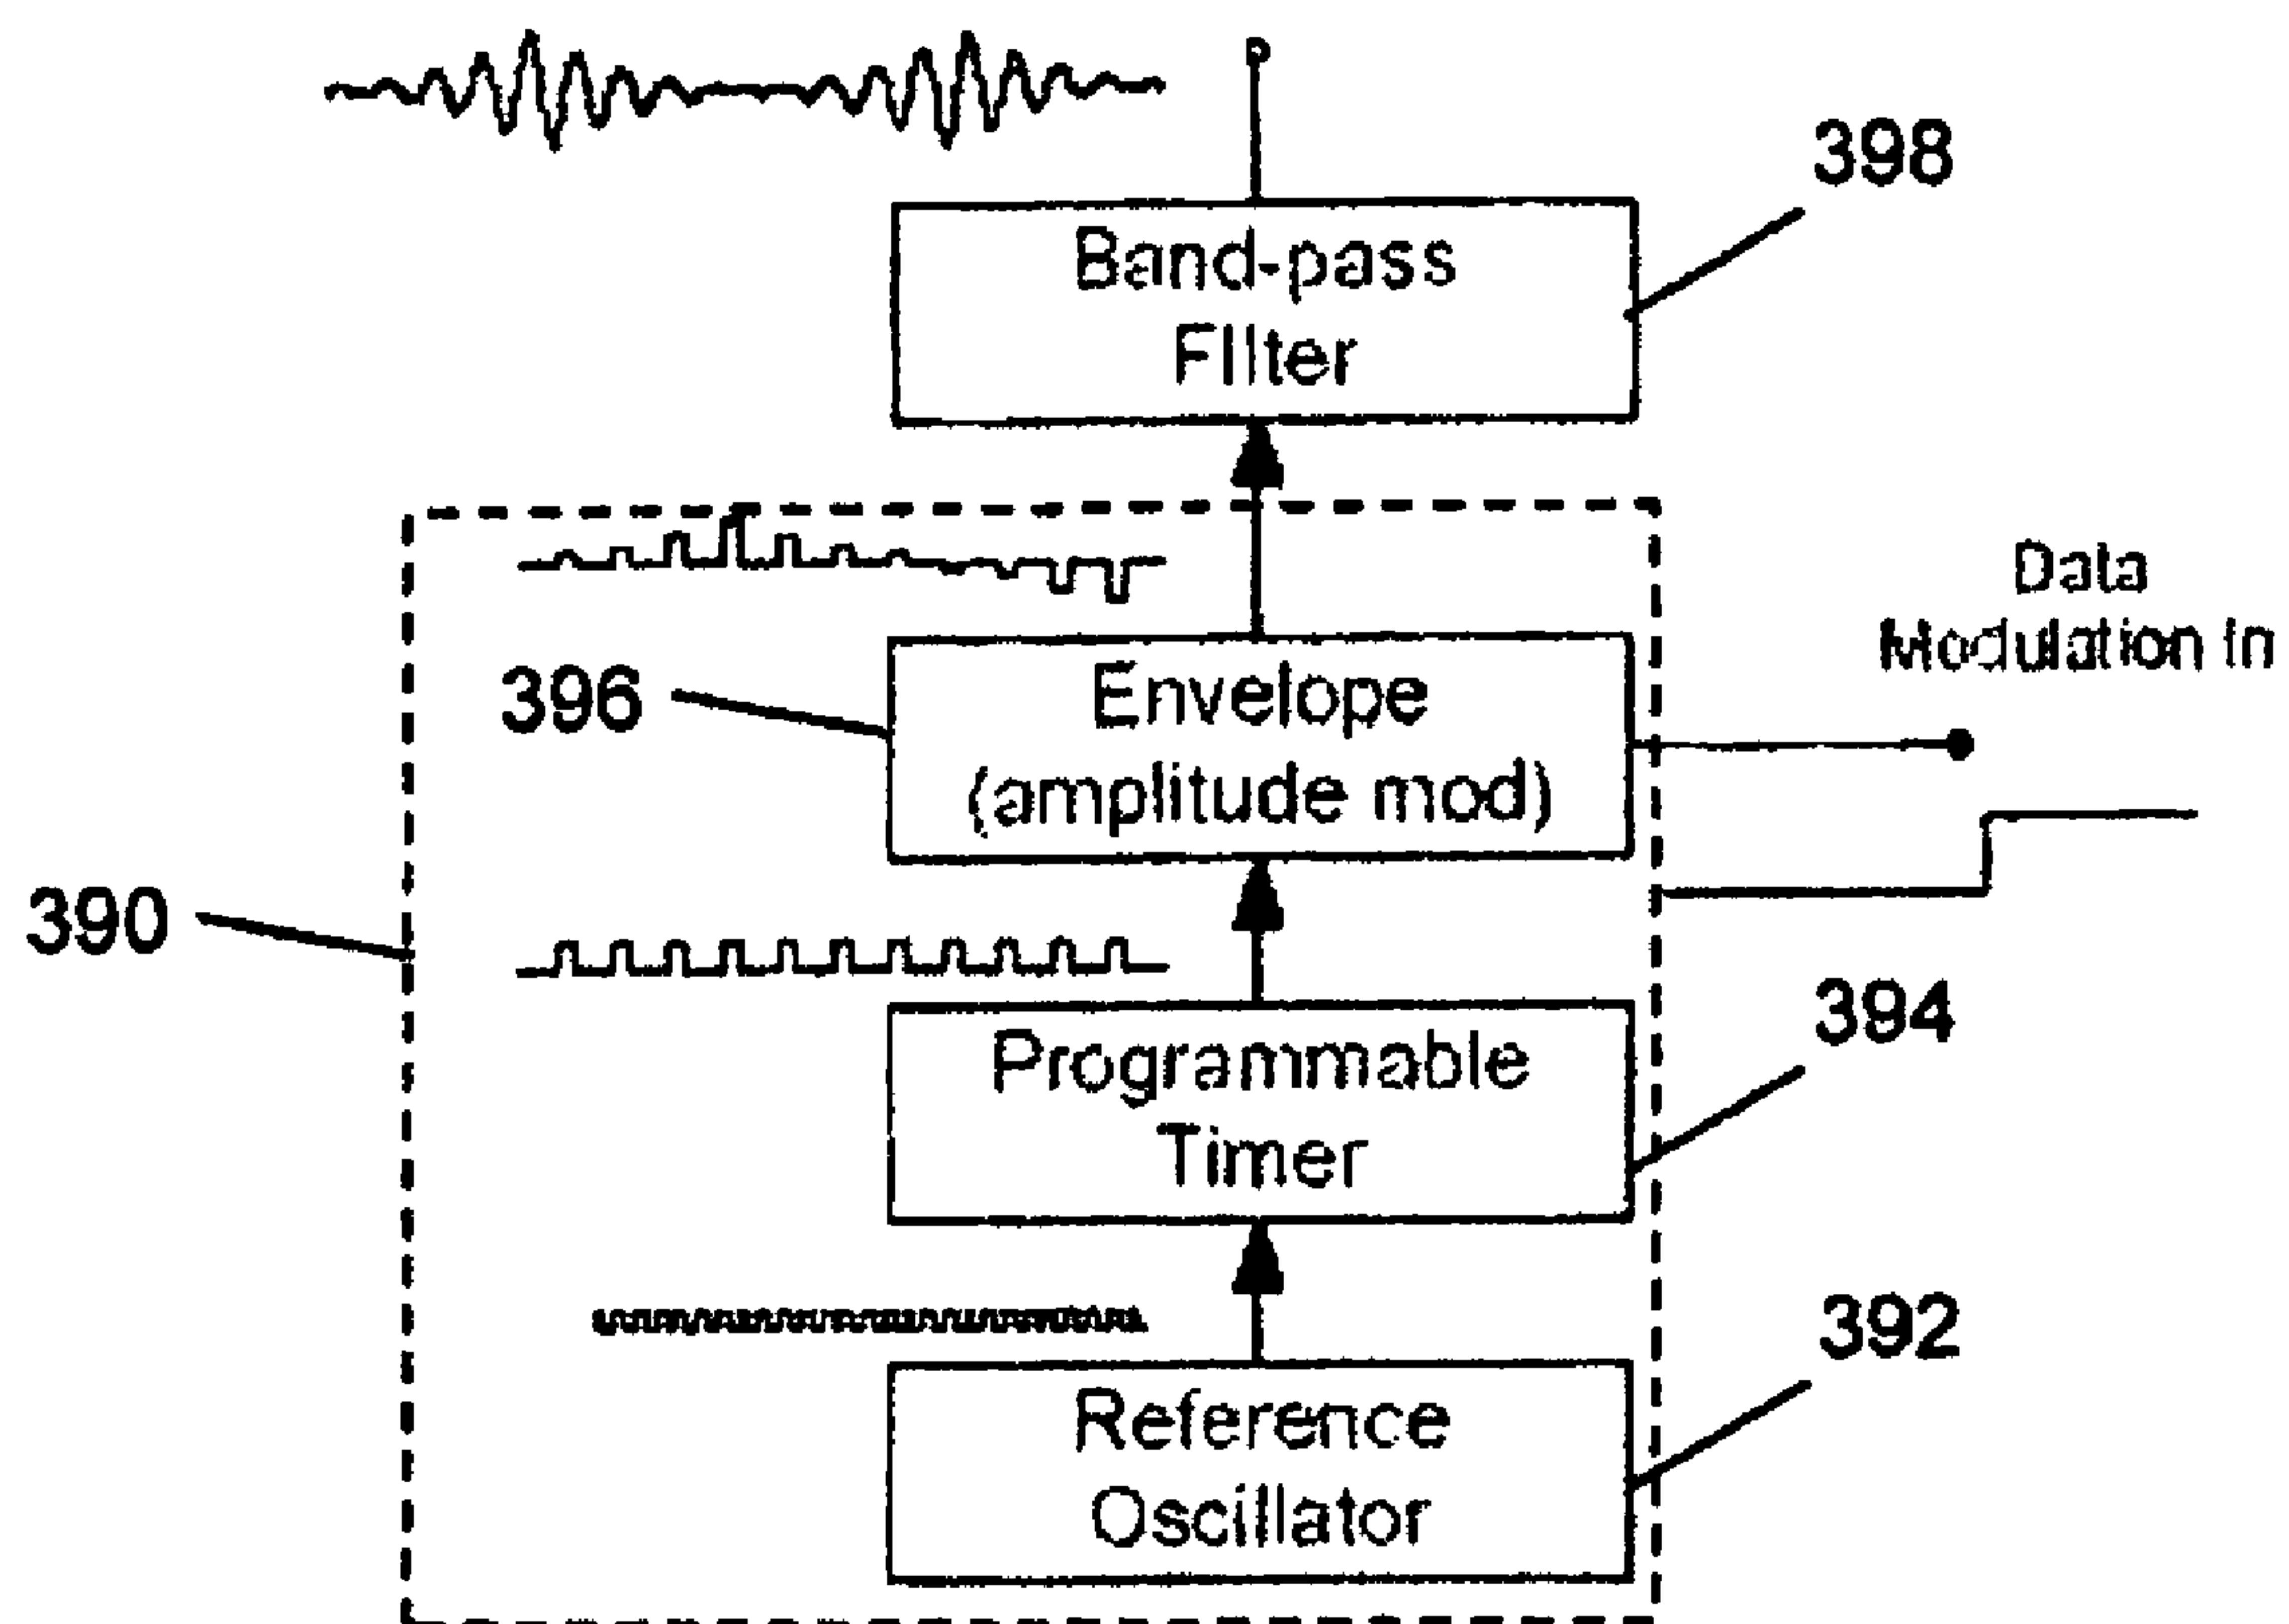 398
Band-pass
FIlter
Data
Modulation In
396
Envelope
(amplitude mod)
390
394
Programmable
Timer
392
Reference
Oscillator